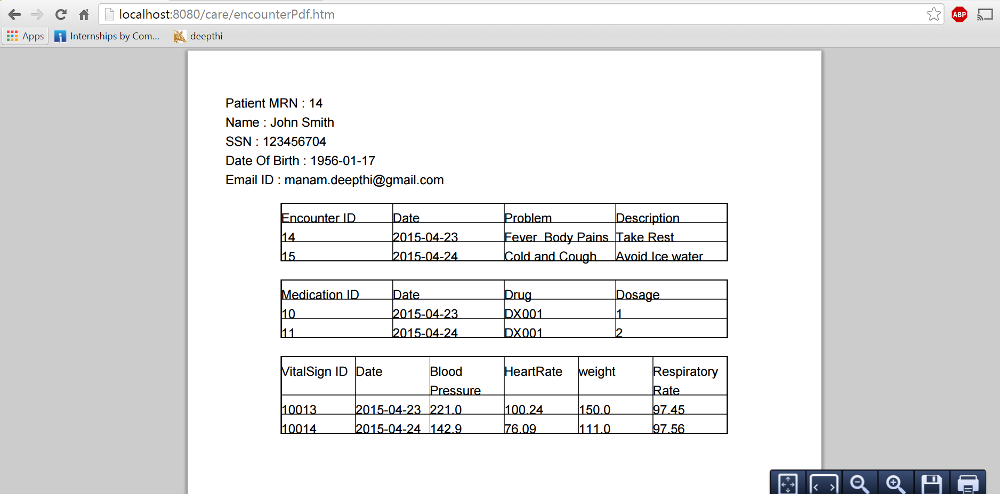 localhost:8080/care/encounterPdf.htm
ABP
Apps Internships by Com... deepthi
Patient MRN : 14
Name : John Smith
SSN : 123456704
Date Of Birth : 1956-01-17
Email ID : manam.deepthi@gmail.com
Encounter ID Date Problem Description
14 2015-04-23 Fever Body Pains Take Rest
15 2015-04-24 Cold and Cough Avoid Ice water
Medication ID Date Drug Dosage
10 2015-04-23 DX001 1
11 2015-04-24 DX001 2
VitalSign ID Date Blood Pressure HeartRate weight Respiratory Rate
10013 2015-04-23 221.0 100.24 150.0 97.45
10014 2015-04-24 142.9 76.09 111.0 97.56